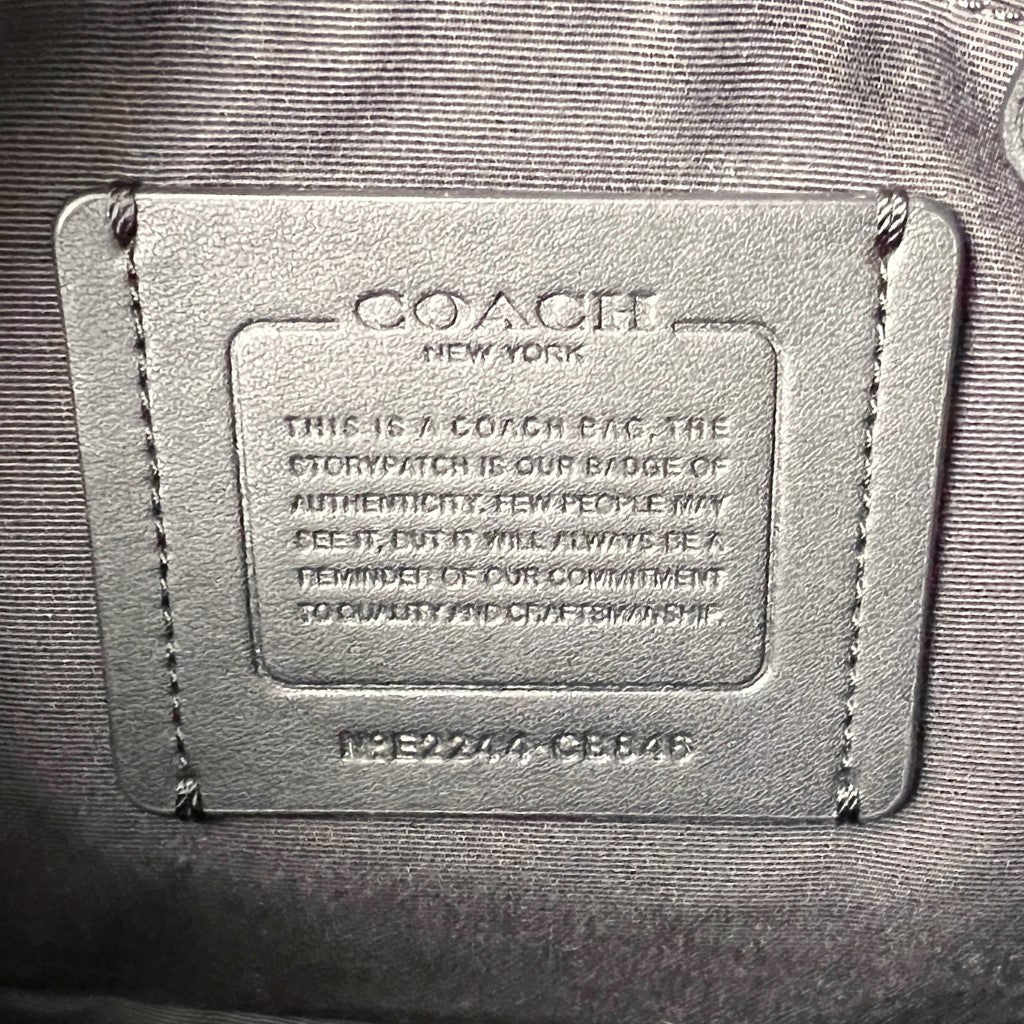 COACH
NEW YORK
THIS IS A COACH BAG, THE
STORYPATCH IS OUR BADGE OF
AUTHENTICITY. FEW PEOPLE MAY
SEE IT, BUT IT WILL ALWAYS BE A
REMINDER OF OUR COMMITMENT
TO QUALITY AND CRAFTSMANSHIP.